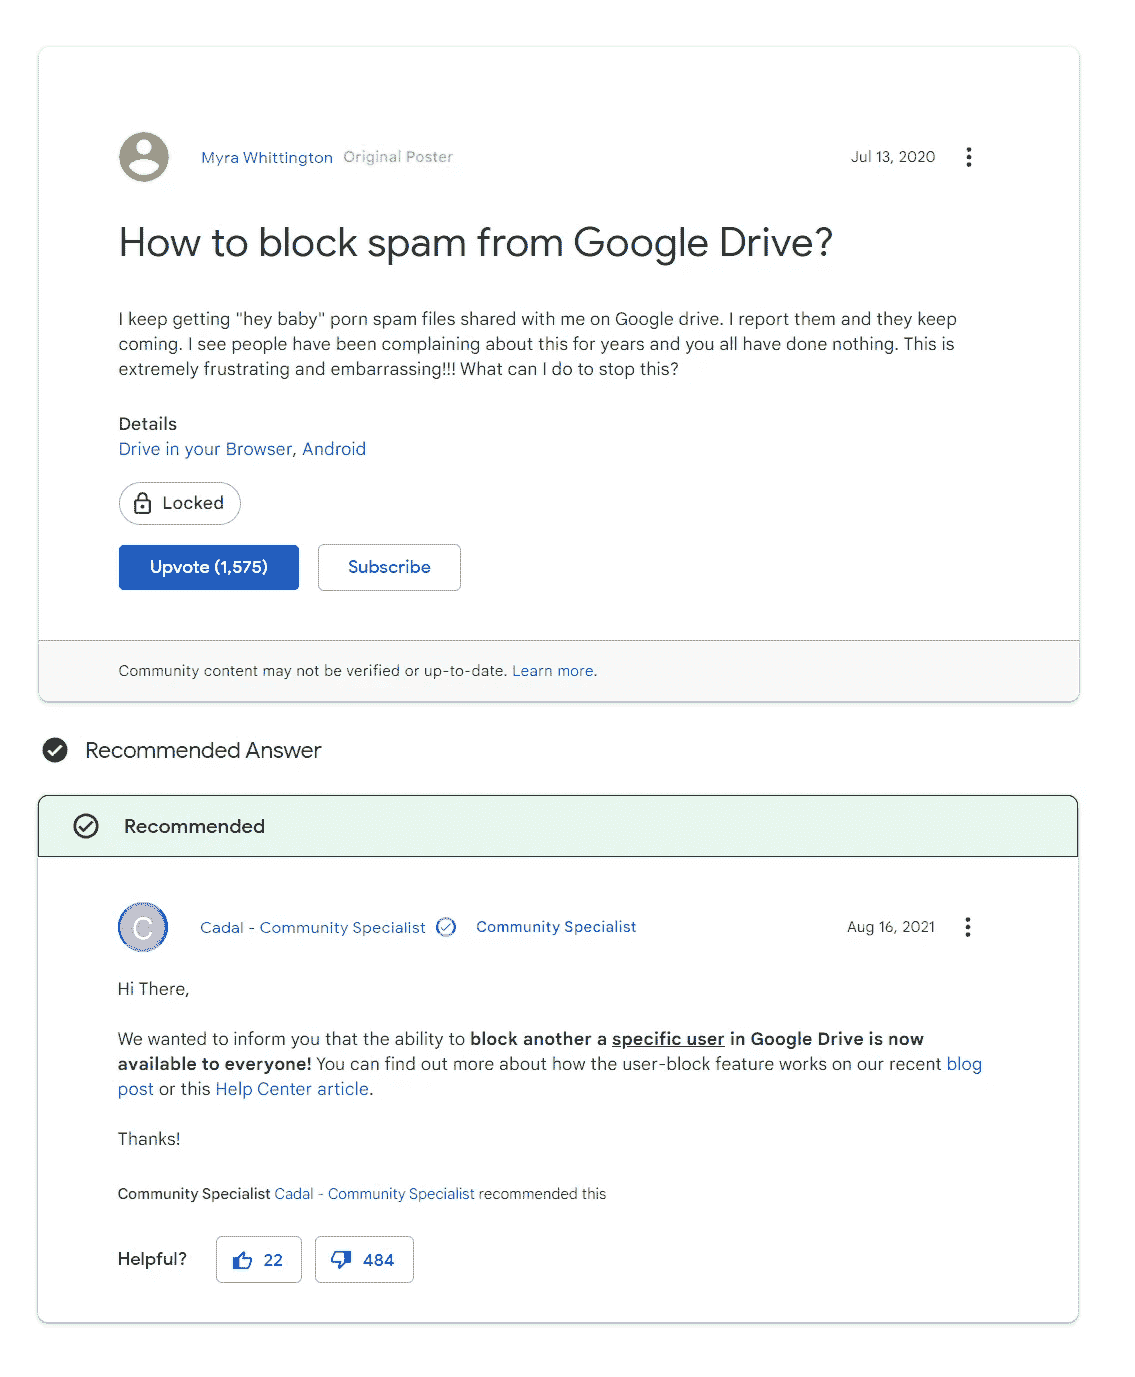 Myra Whittington Original Poster Jul 13, 2020
How to block spam from Google Drive?
I keep getting "hey baby" porn spam files shared with me on Google drive. I report them and they keep
coming. I see people have been complaining about this for years and you all have done nothing. This is
extremely frustrating and embarrassing!!! What can I do to stop this?
Details
Drive in your Browser, Android
Locked
Upvote (1,575) Subscribe
Community content may not be verified or up-to-date. Learn more.
Recommended Answer
Recommended
C Cadal - Community Specialist Community Specialist Aug 16, 2021
Hi There,
We wanted to inform you that the ability to block another a specific user in Google Drive is now
available to everyone! You can find out more about how the user-block feature works on our recent blog
post or this Help Center article.
Thanks!
Community Specialist Cadal - Community Specialist recommended this
Helpful? 22 484